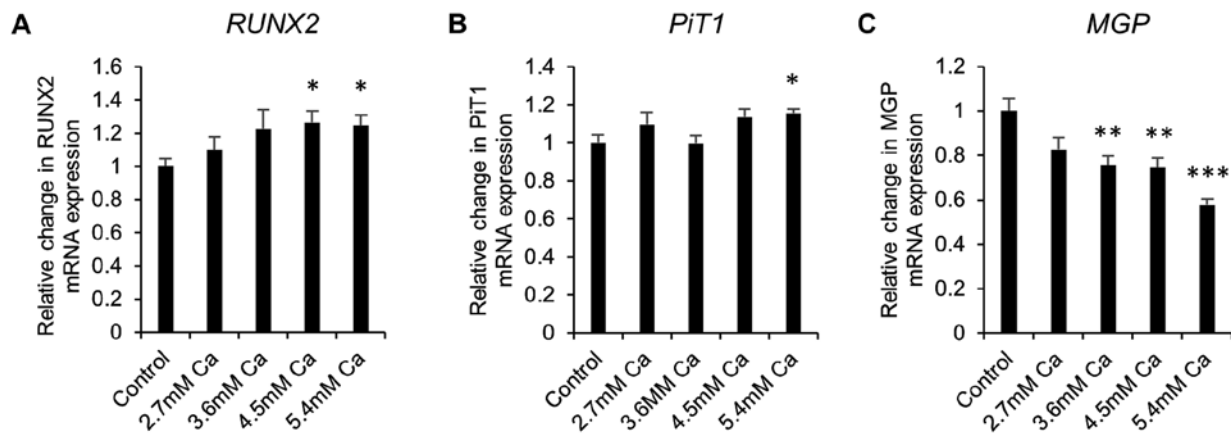 A
RUNX2
Relative change in RUNX2
mRNA expression
1.6
1.4
1.2
1
0.8
0.6
0.4
0.2
0
*
*
Control
2.7mM Ca
3.6mM Ca
4.5mM Ca
5.4mM Ca
B
PiT1
Relative change in PiT1
mRNA expression
1.4
1.2
1
0.8
0.6
0.4
0.2
0
*
Control
2.7mM Ca
3.6MM Ca
4.5mM Ca
5.4mM Ca
C
MGP
Relative change in MGP
mRNA expression
1.2
1
0.8
0.6
0.4
0.2
0
**
**
***
Control
2.7mM Ca
3.6mM Ca
4.5mM Ca
5.4mM Ca